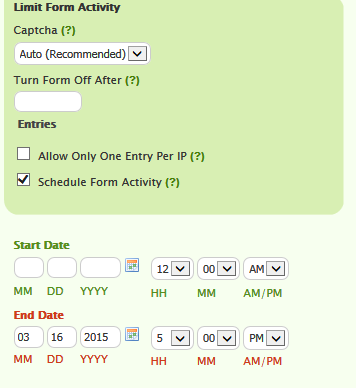 Limit Form Activity
Captcha (?)
Auto (Recommended)
Turn Form Off After (?)
Entries
Allow Only One Entry Per IP (?)
Schedule Form Activity (?)
Start Date
12 00 AM
MM DD YYYY HH MM AM/PM
End Date
03 16 2015 5 00 PM
MM DD YYYY HH MM AM/PM